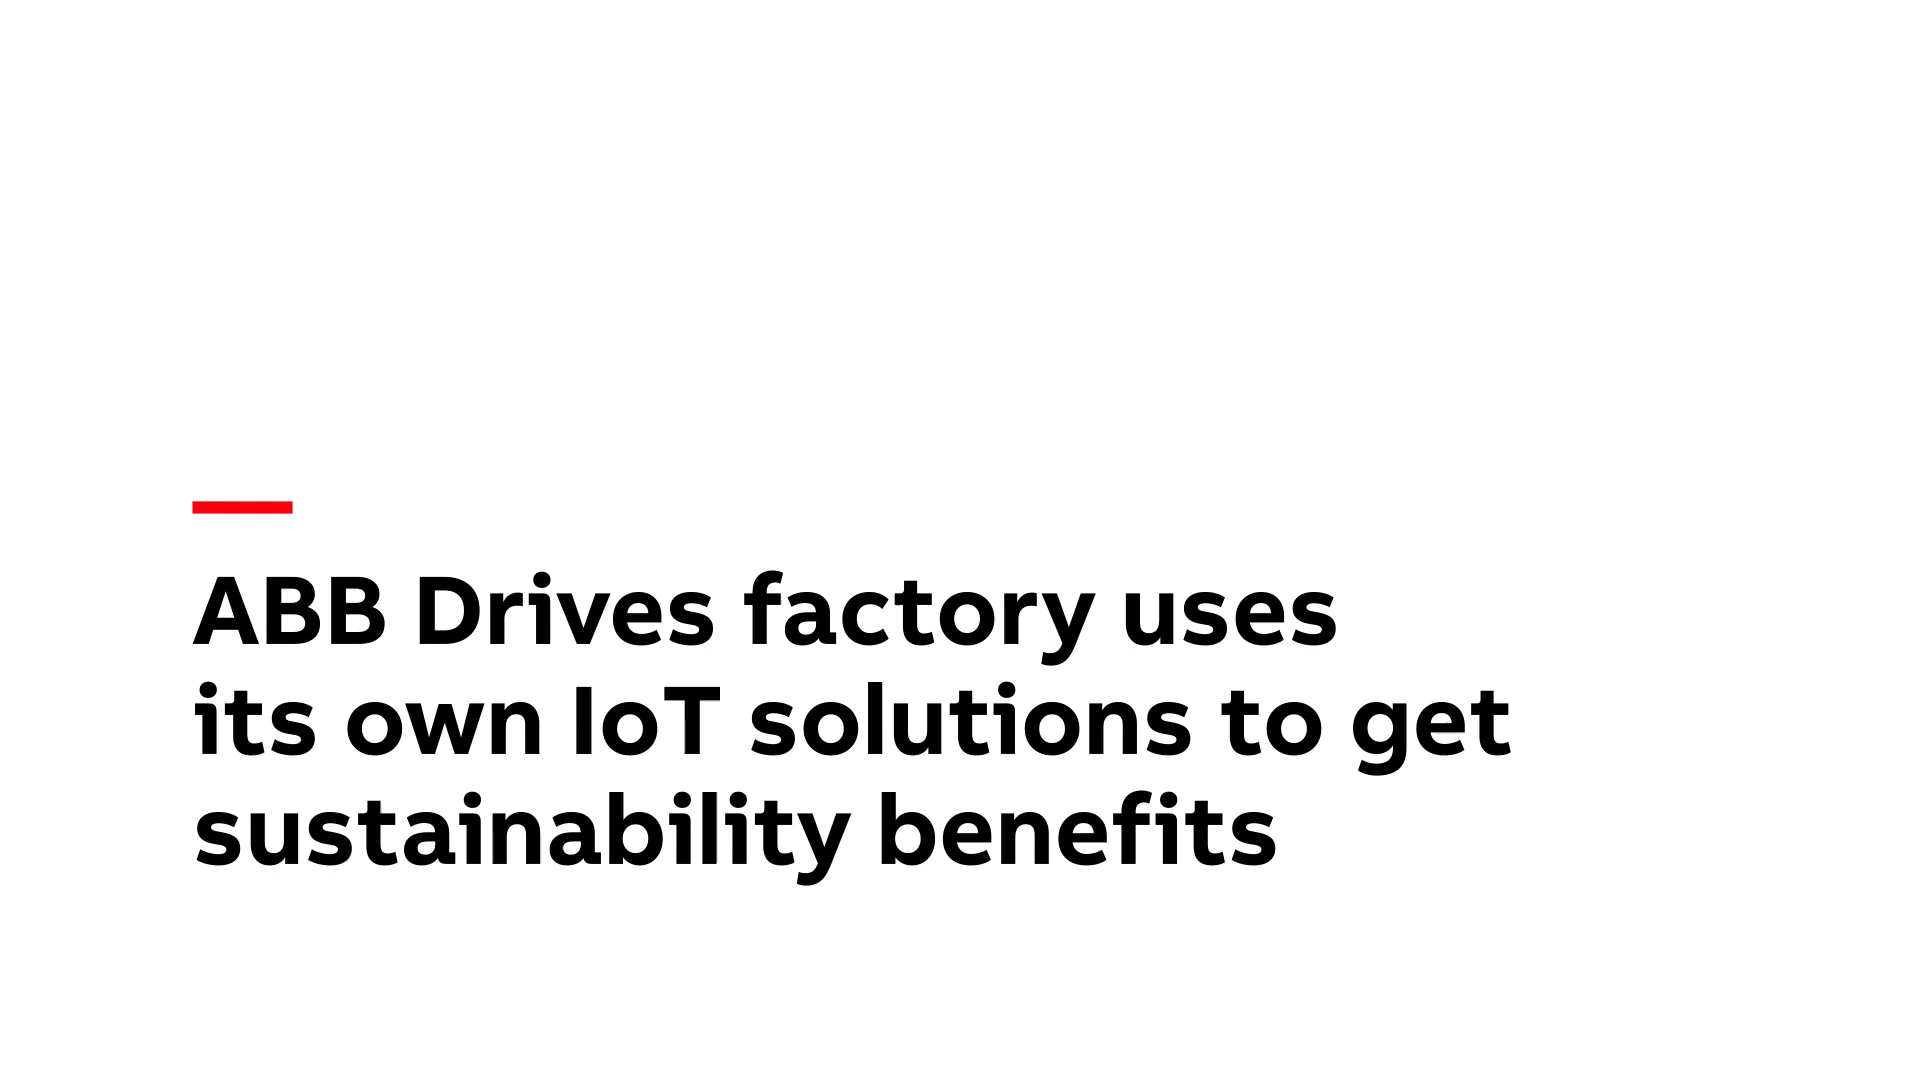 ABB Drives factory uses
its own IoT solutions to get
sustainability benefits